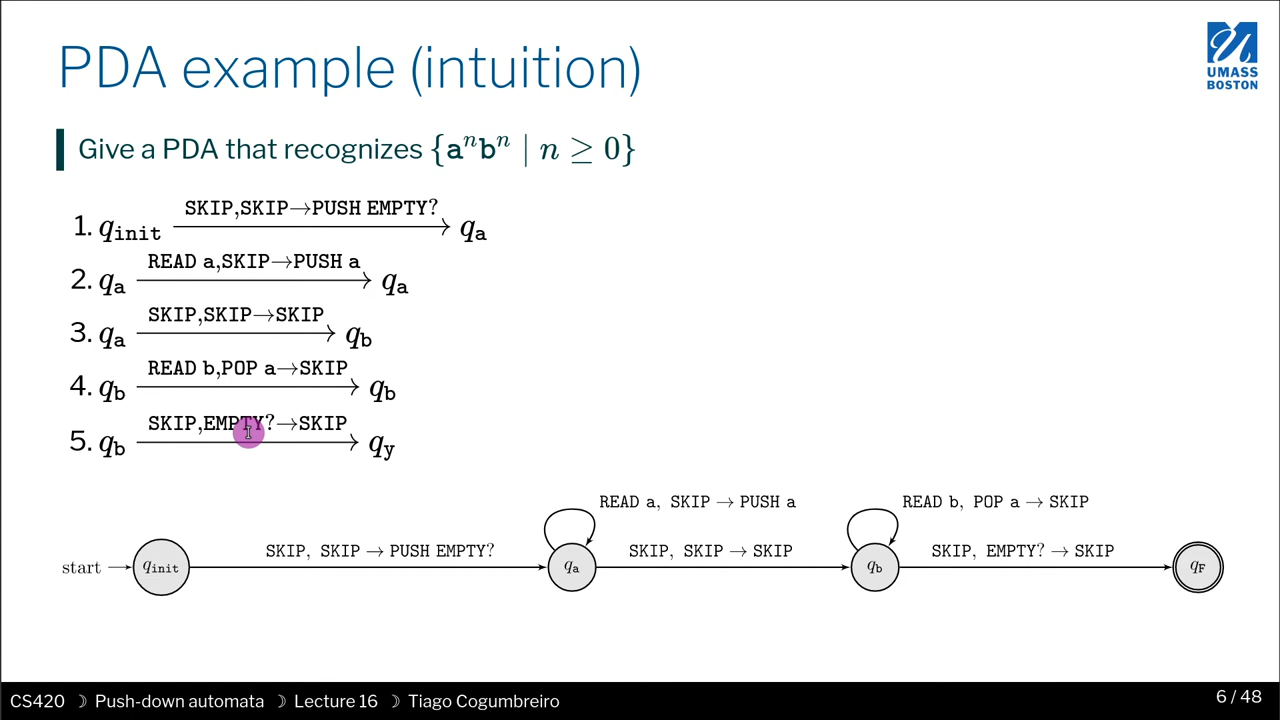 PDA example (intuition)
UMASS
BOSTON
Give a PDA that recognizes {aⁿbⁿ | n ≥ 0}
SKIP,SKIP→PUSH EMPTY?
1. q_init ⟶ q_a
READ a,SKIP→PUSH a
2. q_a ⟶ q_a
SKIP,SKIP→SKIP
3. q_a ⟶ q_b
READ b,POP a→SKIP
4. q_b ⟶ q_b
SKIP,EMPTY?→SKIP
5. q_b ⟶ q_y
READ a, SKIP → PUSH a
READ b, POP a → SKIP
SKIP, SKIP → PUSH EMPTY?
SKIP, SKIP → SKIP
SKIP, EMPTY? → SKIP
start q_init q_a q_b q_F
CS420 ☽ Push-down automata ☽ Lecture 16 ☽ Tiago Cogumbreiro
6 / 48